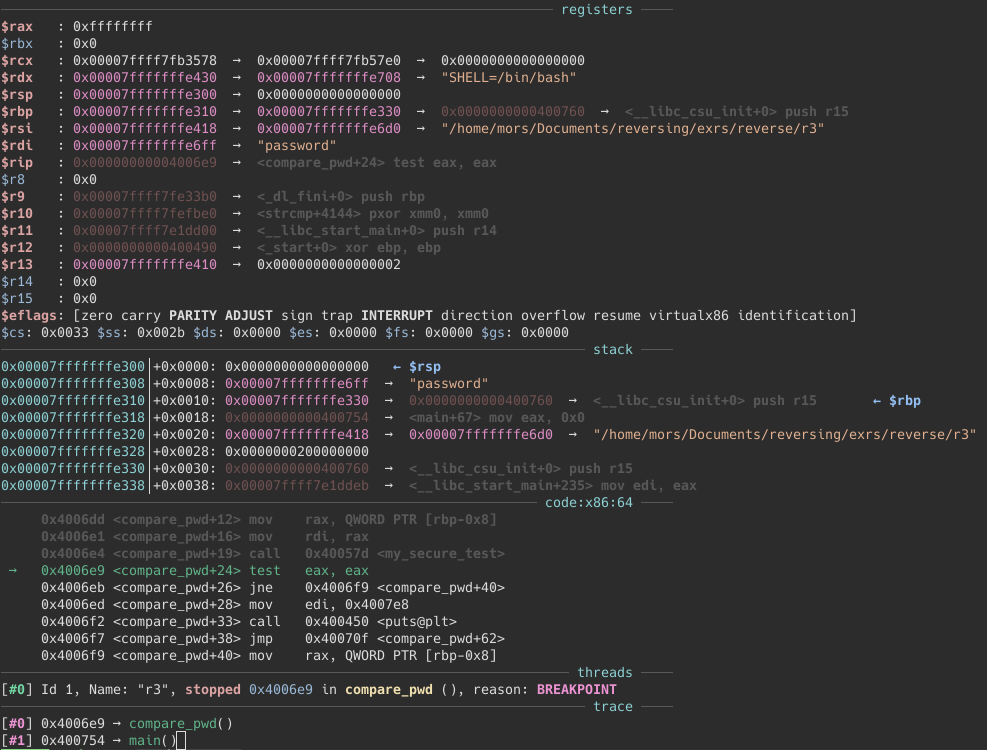 registers
$rax   : 0xffffffff
$rbx   : 0x0
$rcx   : 0x00007ffff7fb3578  →  0x00007ffff7fb57e0  →  0x0000000000000000
$rdx   : 0x00007fffffffe430  →  0x00007fffffffe708  →  "SHELL=/bin/bash"
$rsp   : 0x00007fffffffe300  →  0x0000000000000000
$rbp   : 0x00007fffffffe310  →  0x00007fffffffe330  →  0x0000000000400760  →  <__libc_csu_init+0> push r15
$rsi   : 0x00007fffffffe418  →  0x00007fffffffe6d0  →  "/home/mors/Documents/reversing/exrs/reverse/r3"
$rdi   : 0x00007fffffffe6ff  →  "password"
$rip   : 0x00000000004006e9  →  <compare_pwd+24> test eax, eax
$r8    : 0x0
$r9    : 0x00007ffff7fe33b0  →  <_dl_fini+0> push rbp
$r10   : 0x00007ffff7fefbe0  →  <strcmp+4144> pxor xmm0, xmm0
$r11   : 0x00007ffff7e1dd00  →  <__libc_start_main+0> push r14
$r12   : 0x0000000000400490  →  <_start+0> xor ebp, ebp
$r13   : 0x00007fffffffe410  →  0x0000000000000002
$r14   : 0x0
$r15   : 0x0
$eflags: [zero carry PARITY ADJUST sign trap INTERRUPT direction overflow resume virtualx86 identification]
$cs: 0x0033 $ss: 0x002b $ds: 0x0000 $es: 0x0000 $fs: 0x0000 $gs: 0x0000
stack
0x00007fffffffe300│+0x0000: 0x0000000000000000   ← $rsp
0x00007fffffffe308│+0x0008: 0x00007fffffffe6ff  →  "password"
0x00007fffffffe310│+0x0010: 0x00007fffffffe330  →  0x0000000000400760  →  <__libc_csu_init+0> push r15       ← $rbp
0x00007fffffffe318│+0x0018: 0x0000000000400754  →  <main+67> mov eax, 0x0
0x00007fffffffe320│+0x0020: 0x00007fffffffe418  →  0x00007fffffffe6d0  →  "/home/mors/Documents/reversing/exrs/reverse/r3"
0x00007fffffffe328│+0x0028: 0x0000000200000000
0x00007fffffffe330│+0x0030: 0x0000000000400760  →  <__libc_csu_init+0> push r15
0x00007fffffffe338│+0x0038: 0x00007ffff7e1ddeb  →  <__libc_start_main+235> mov edi, eax
code:x86:64
0x4006dd <compare_pwd+12> mov    rax, QWORD PTR [rbp-0x8]
0x4006e1 <compare_pwd+16> mov    rdi, rax
0x4006e4 <compare_pwd+19> call   0x40057d <my_secure_test>
→   0x4006e9 <compare_pwd+24> test   eax, eax
0x4006eb <compare_pwd+26> jne    0x4006f9 <compare_pwd+40>
0x4006ed <compare_pwd+28> mov    edi, 0x4007e8
0x4006f2 <compare_pwd+33> call   0x400450 <puts@plt>
0x4006f7 <compare_pwd+38> jmp    0x40070f <compare_pwd+62>
0x4006f9 <compare_pwd+40> mov    rax, QWORD PTR [rbp-0x8]
threads
[#0] Id 1, Name: "r3", stopped 0x4006e9 in compare_pwd (), reason: BREAKPOINT
trace
[#0] 0x4006e9 → compare_pwd()
[#1] 0x400754 → main()